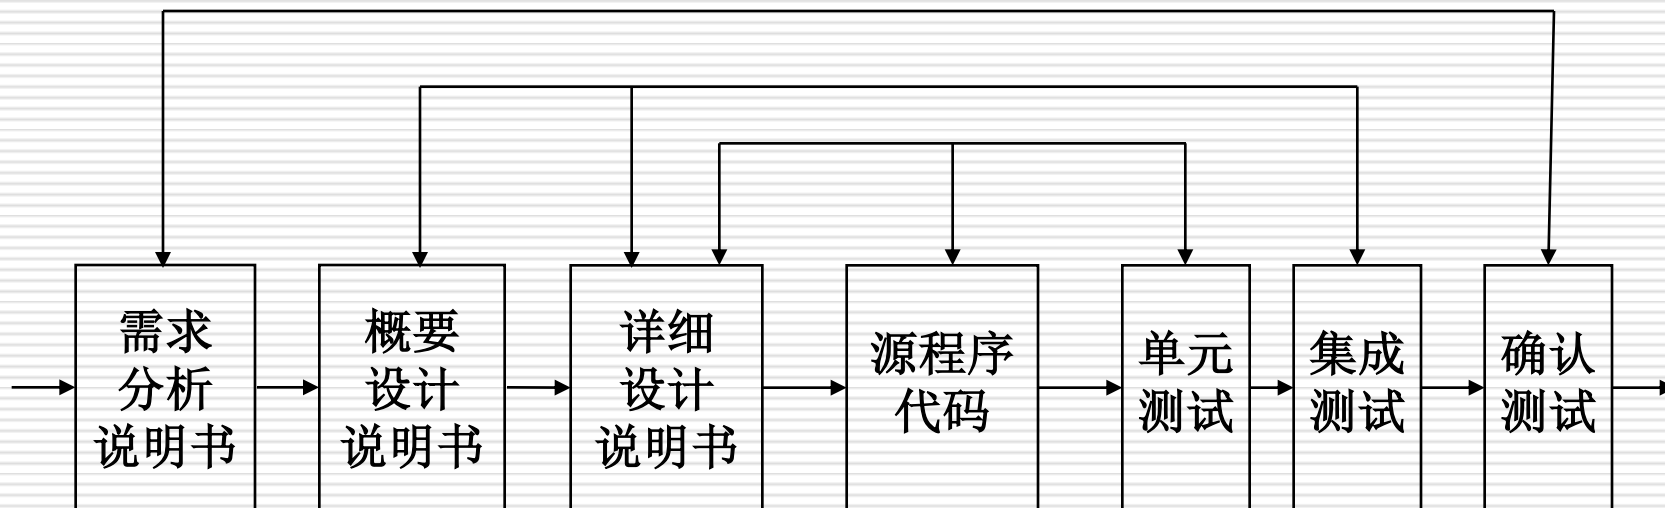 需求
分析
说明书
概要
设计
说明书
详细
设计
说明书
源程序
代码
单元
测试
集成
测试
确认
测试